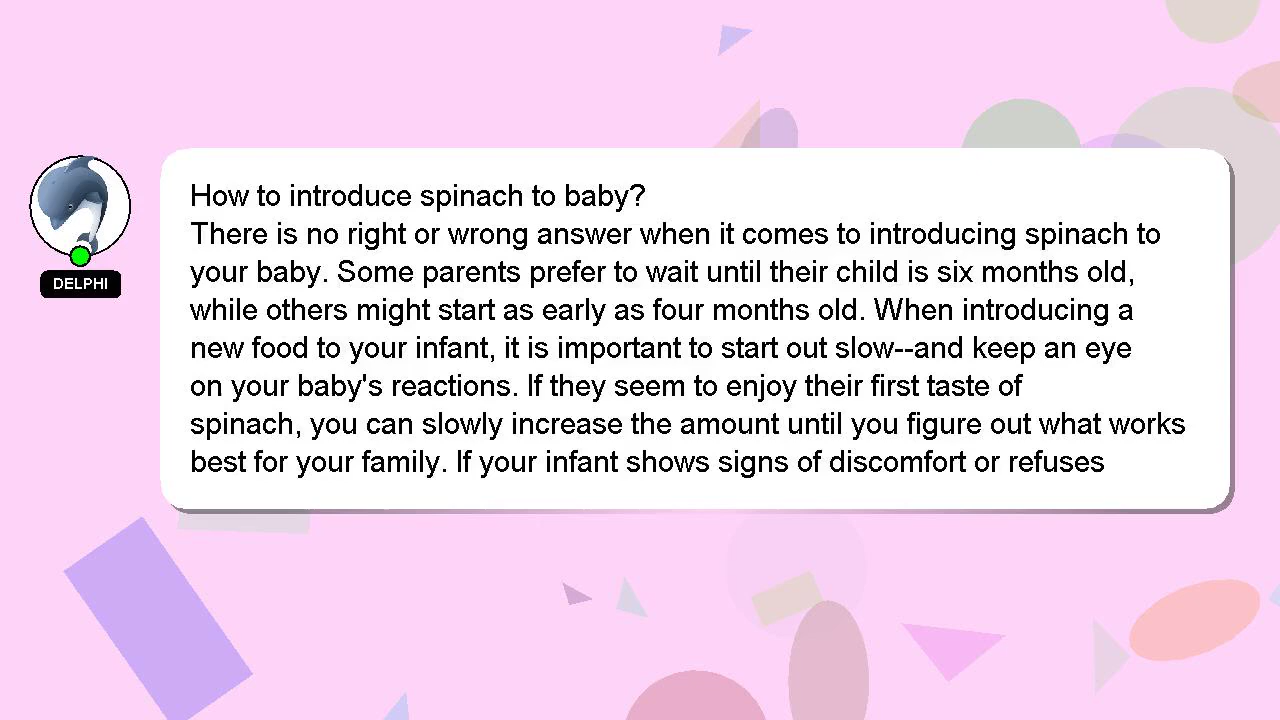 How to introduce spinach to baby?
There is no right or wrong answer when it comes to introducing spinach to
your baby. Some parents prefer to wait until their child is six months old,
while others might start as early as four months old. When introducing a
new food to your infant, it is important to start out slow--and keep an eye
on your baby's reactions. If they seem to enjoy their first taste of
spinach, you can slowly increase the amount until you figure out what works
best for your family. If your infant shows signs of discomfort or refuses
DELPHI